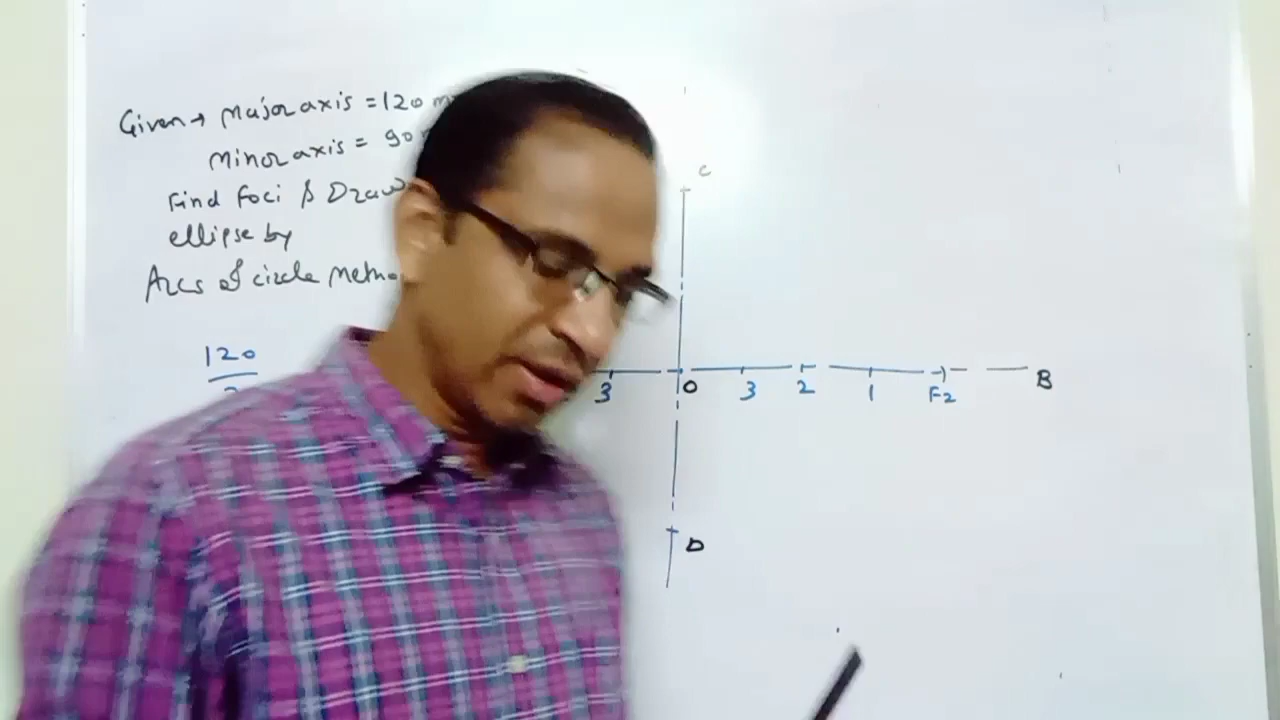 Given → Major axis = 120 m
Minor axis = 90
Find Foci & Draw
ellipse by
Arcs of circle Metho
120
C
3 O 3 2 1 F2 B
D